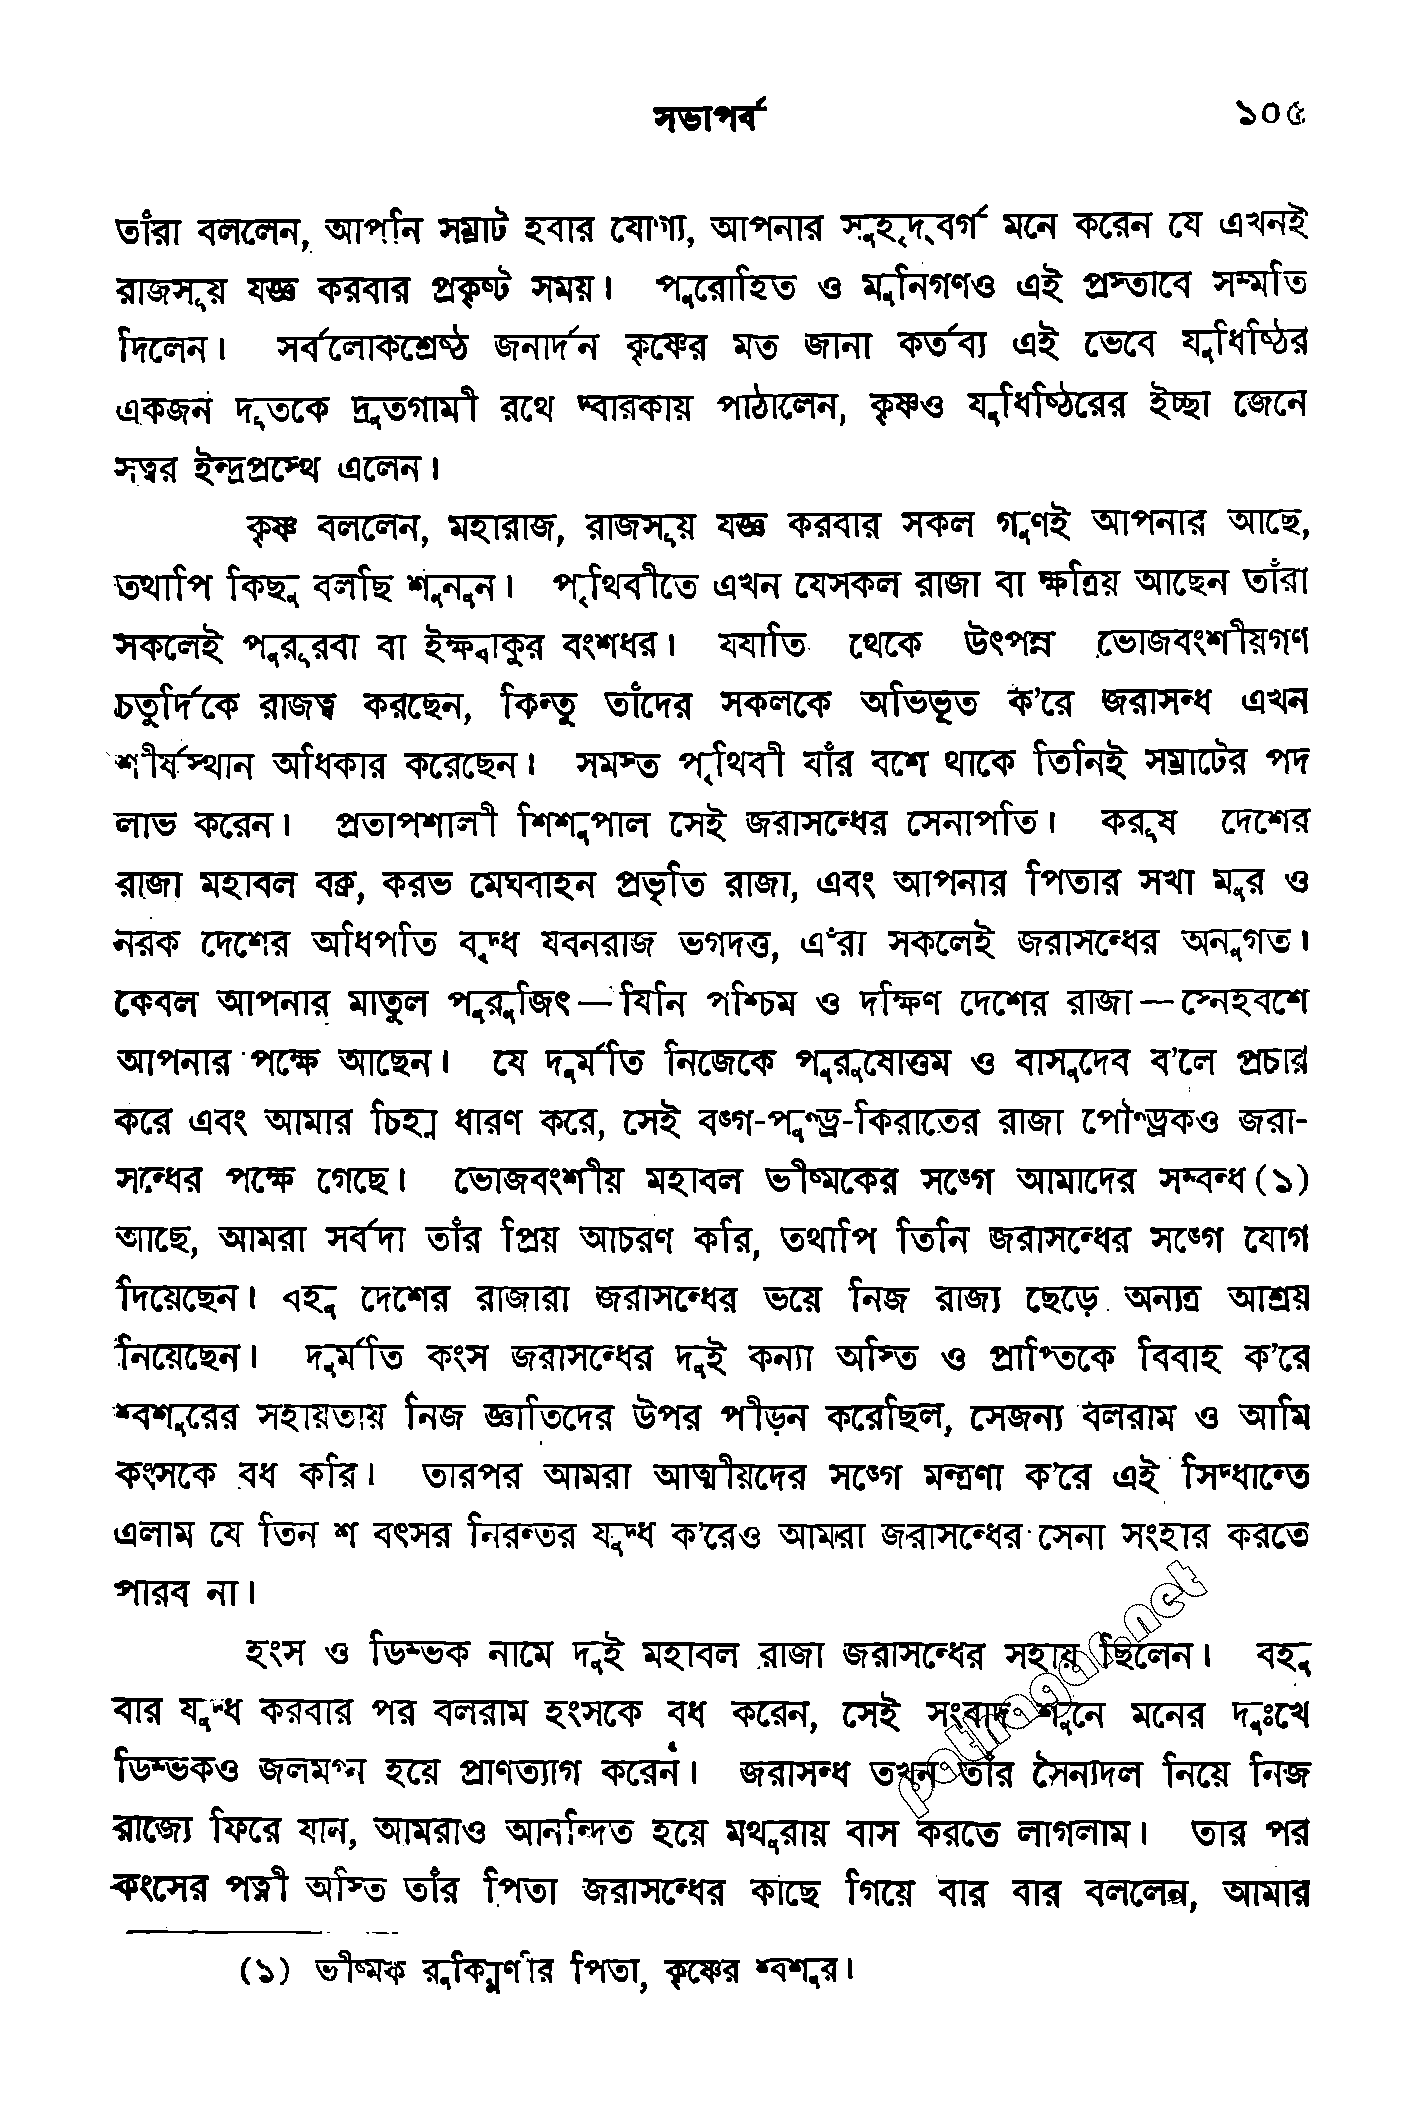 সভাপর্ব ১০৫
তাঁরা বললেন, আপনি সম্রাট হবার যোগ্য, আপনার সুহৃদ্‌বর্গ মনে করেন যে এখনই
রাজসূয় যজ্ঞ করবার প্রকৃষ্ট সময়। পুরোহিত ও মুনিগণও এই প্রস্তাবে সম্মতি
দিলেন। সর্বলোকশ্রেষ্ঠ জনার্দন কৃষ্ণের মত জানা কর্তব্য এই ভেবে যুধিষ্ঠির
একজন দূতকে দ্রুতগামী রথে দ্বারকায় পাঠালেন, কৃষ্ণও যুধিষ্ঠিরের ইচ্ছা জেনে
সত্বর ইন্দ্রপ্রস্থে এলেন।
কৃষ্ণ বললেন, মহারাজ, রাজসূয় যজ্ঞ করবার সকল গুণই আপনার আছে,
তথাপি কিছু বলছি শুনুন। পৃথিবীতে এখন যেসকল রাজা বা ক্ষত্রিয় আছেন তাঁরা
সকলেই পুরূরবা বা ইক্ষ্বাকুর বংশধর। যযাতি থেকে উৎপন্ন ভোজবংশীয়গণ
চতুর্দিকে রাজত্ব করছেন, কিন্তু তাঁদের সকলকে অভিভূত ক’রে জরাসন্ধ এখন
শীর্ষস্থান অধিকার করেছেন। সমস্ত পৃথিবী যাঁর বশে থাকে তিনিই সম্রাটের পদ
লাভ করেন। প্রতাপশালী শিশুপাল সেই জরাসন্ধের সেনাপতি। করূষ দেশের
রাজা মহাবল বক্র, করভ মেঘবাহন প্রভৃতি রাজা, এবং আপনার পিতার সখা মুর ও
নরক দেশের অধিপতি বৃদ্ধ যবনরাজ ভগদত্ত, এঁরা সকলেই জরাসন্ধের অনুগত।
কেবল আপনার মাতুল পুরুজিৎ—যিনি পশ্চিম ও দক্ষিণ দেশের রাজা—স্নেহবশে
আপনার পক্ষে আছেন। যে দুর্মতি নিজেকে পুরুষোত্তম ও বাসুদেব ব’লে প্রচার
করে এবং আমার চিহ্ন ধারণ করে, সেই বঙ্গ-পুণ্ড্র-কিরাতের রাজা পৌণ্ড্রকও জরা-
সন্ধের পক্ষে গেছে। ভোজবংশীয় মহাবল ভীষ্মকের সঙ্গে আমাদের সম্বন্ধ (১)
আছে, আমরা সর্বদা তাঁর প্রিয় আচরণ করি, তথাপি তিনি জরাসন্ধের সঙ্গে যোগ
দিয়েছেন। বহু দেশের রাজারা জরাসন্ধের ভয়ে নিজ রাজ্য ছেড়ে অন্যত্র আশ্রয়
নিয়েছেন। দুর্মতি কংস জরাসন্ধের দুই কন্যা অস্তি ও প্রাপ্তিকে বিবাহ ক’রে
শ্বশুরের সহায়তায় নিজ জ্ঞাতিদের উপর পীড়ন করেছিল, সেজন্য বলরাম ও আমি
কংসকে বধ করি। তারপর আমরা আত্মীয়দের সঙ্গে মন্ত্রণা ক’রে এই সিদ্ধান্তে
এলাম যে তিন শ বৎসর নিরন্তর যুদ্ধ ক’রেও আমরা জরাসন্ধের সেনা সংহার করতে
পারব না।
হংস ও ডিম্ভক নামে দুই মহাবল রাজা জরাসন্ধের সহায় ছিলেন। বহু
বার যুদ্ধ করবার পর বলরাম হংসকে বধ করেন, সেই সংবাদ শুনে মনের দুঃখে
ডিম্ভকও জলমগ্ন হয়ে প্রাণত্যাগ করেন। জরাসন্ধ তখন তাঁর সৈন্যদল নিয়ে নিজ
রাজ্যে ফিরে যান, আমরাও আনন্দিত হয়ে মথুরায় বাস করতে লাগলাম। তার পর
কংসের পত্নী অস্তি তাঁর পিতা জরাসন্ধের কাছে গিয়ে বার বার বললেন, আমার
(১) ভীষ্মক রুক্মিণীর পিতা, কৃষ্ণের শ্বশুর।
pathagar.net